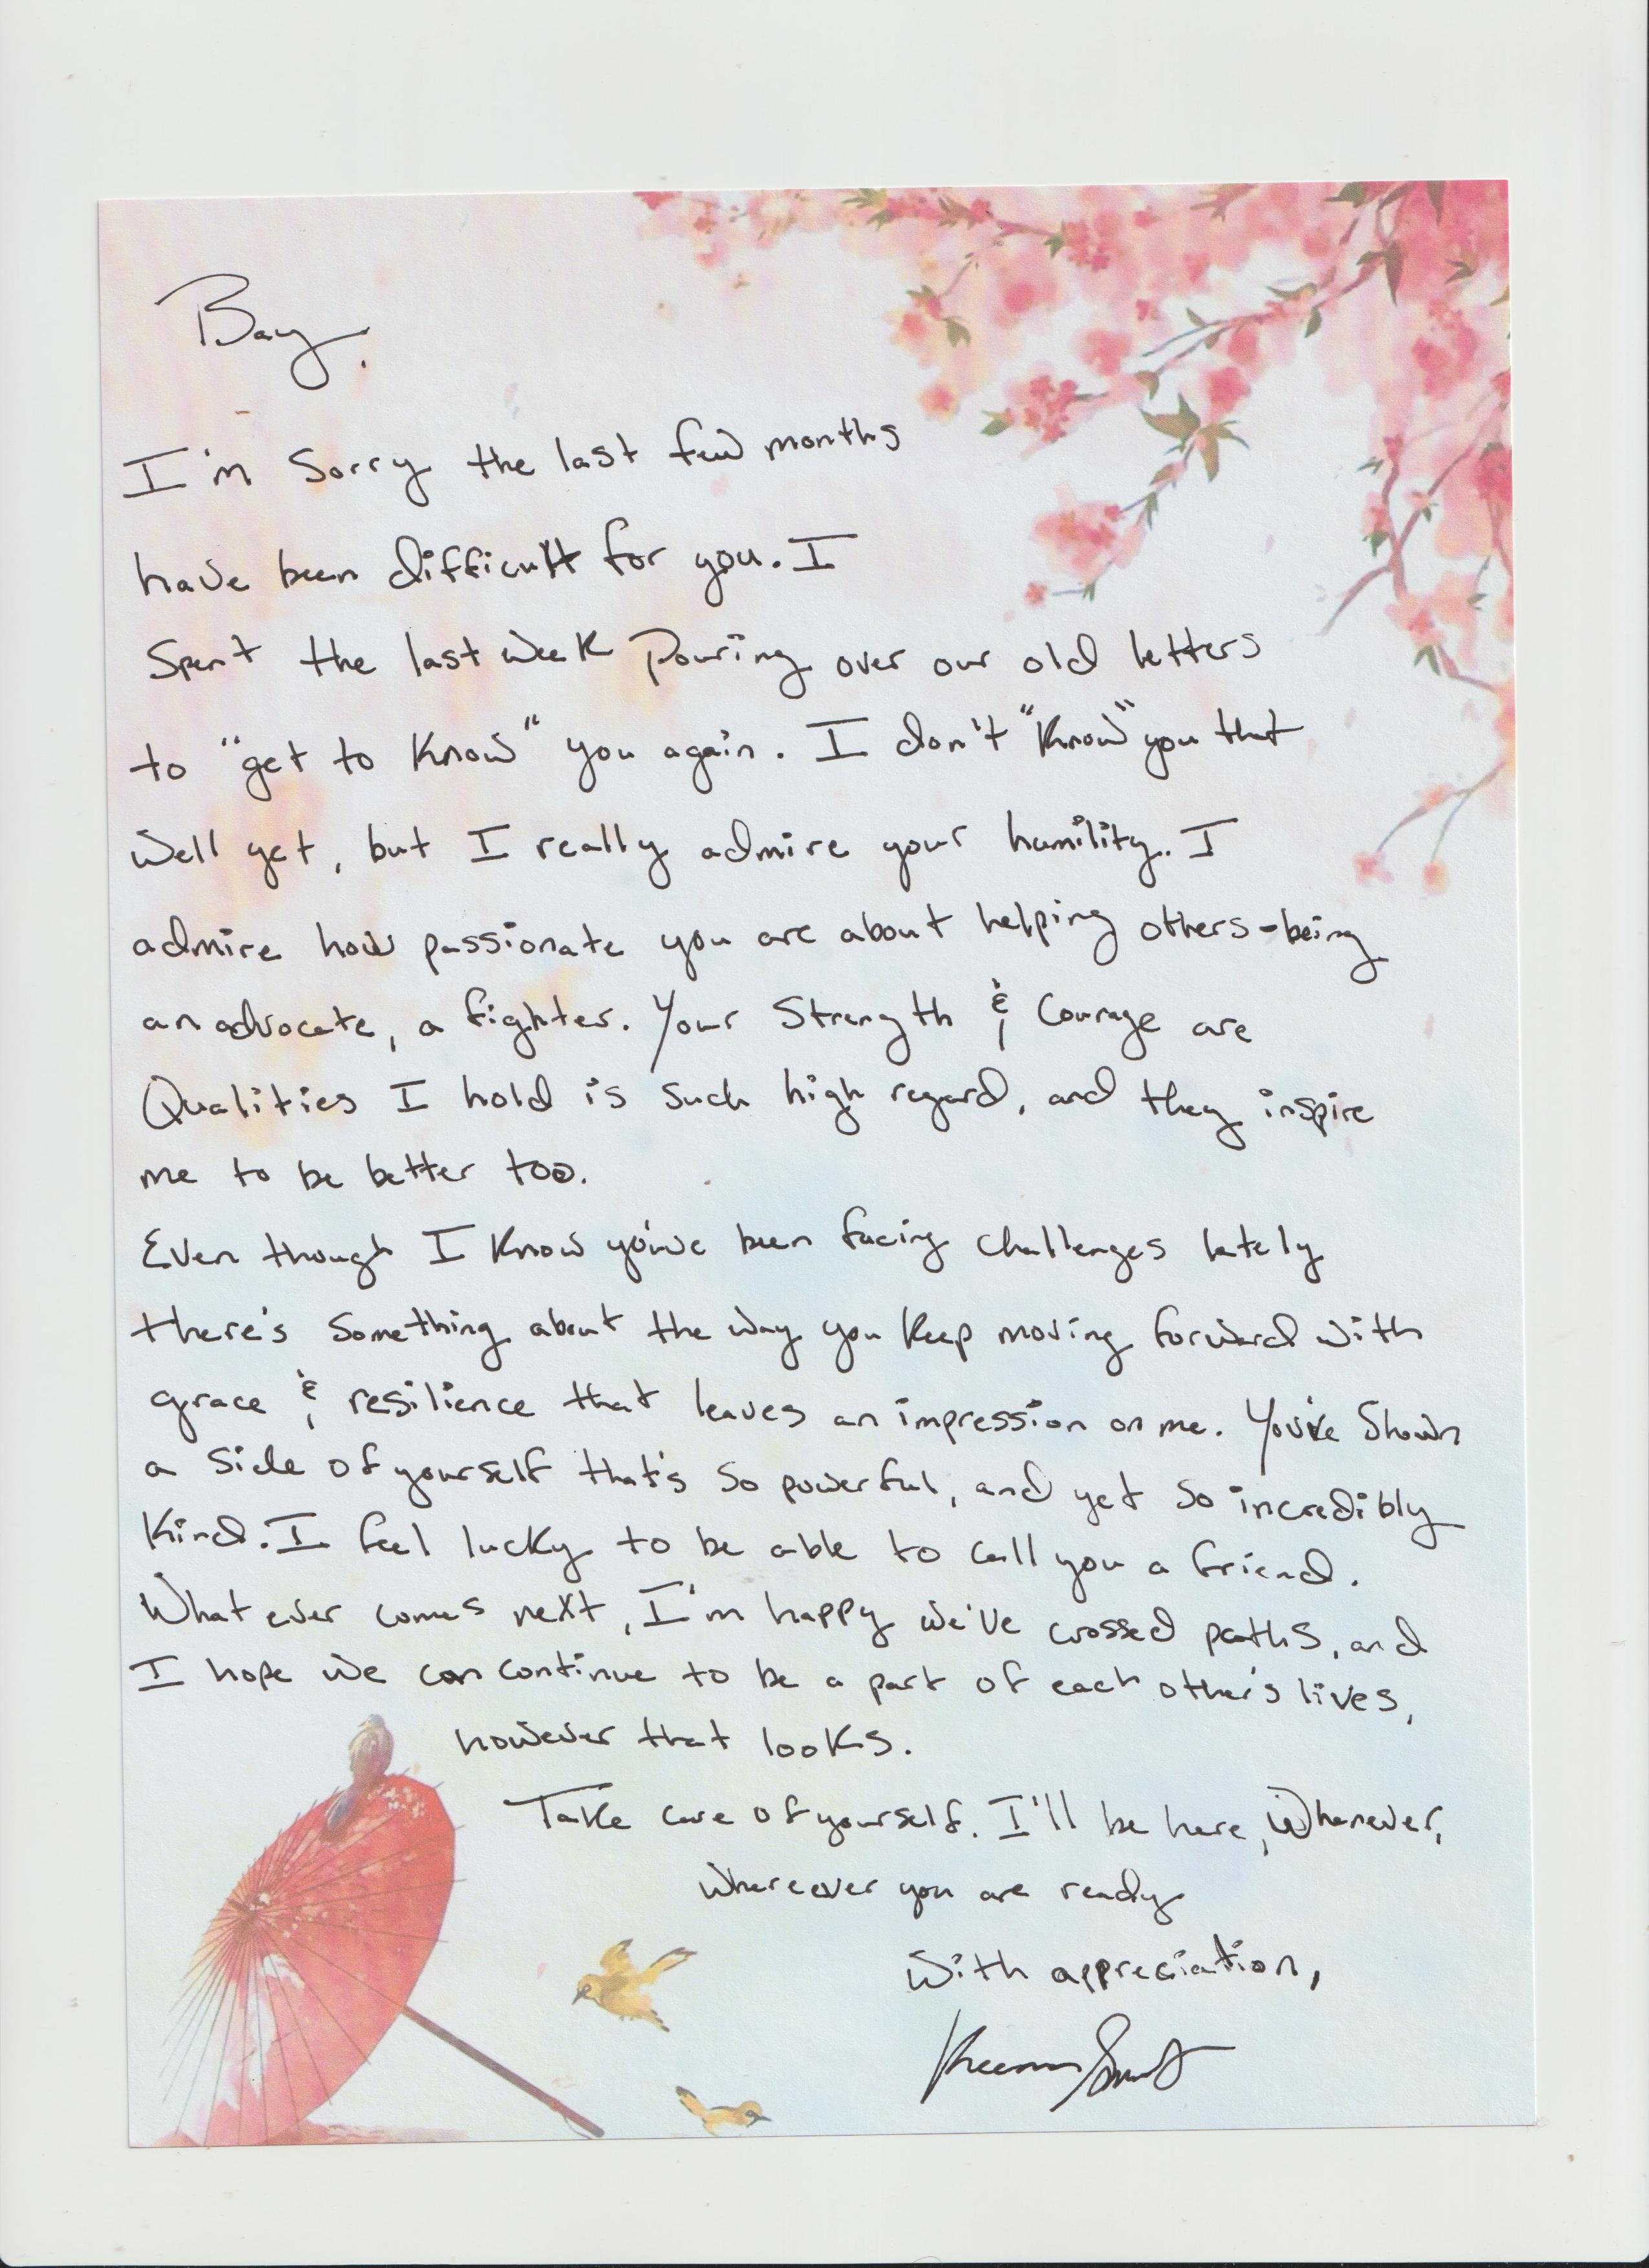 Bay,
I'm sorry the last few months
have been difficult for you. I
spent the last week pouring over our old letters
to "get to know" you again. I don't "know" you that
well yet, but I really admire your humility. I
admire how passionate you are about helping others-being
an advocate, a fighter. Your strength & courage are
Qualities I hold is such high regard, and they inspire
me to be better too.
Even though I know you've been facing challenges lately
there's something about the way you keep moving forward with
grace & resilience that leaves an impression on me. You've shown
a side of yourself that's so powerful, and yet so incredibly
kind. I feel lucky to be able to call you a friend.
What ever comes next, I'm happy we've crossed paths, and
I hope we can continue to be a part of each other's lives,
however that looks.
Take care of yourself. I'll be here, whenever,
whereever you are ready
with appreciation,